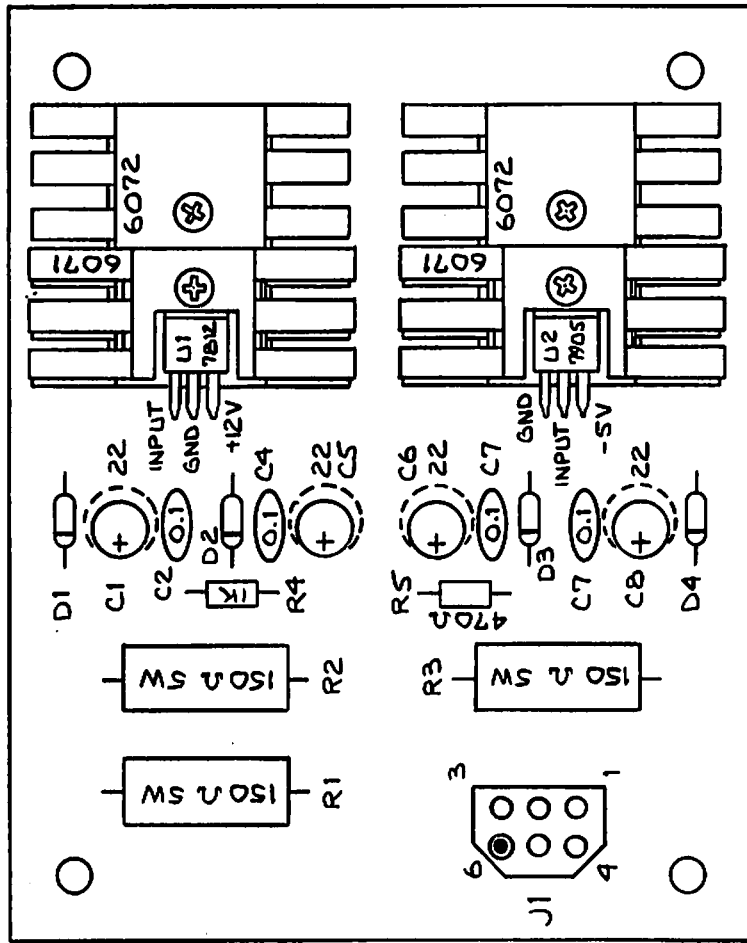 6072
6071
U1
7812
INPUT
GND
+12V
6072
6071
U2
7905
GND
INPUT
-5V
22
C4
22
C5
C6
22
C7
22
+
0.1
0.1
+
+
0.1
0.1
+
D1
C1
C2
D2
1K
R4
R5
470Ω
D3
C7
C8
D4
150Ω 5W
R2
R3
150Ω 5W
150Ω 5W
R1
3
1
6
4
J1